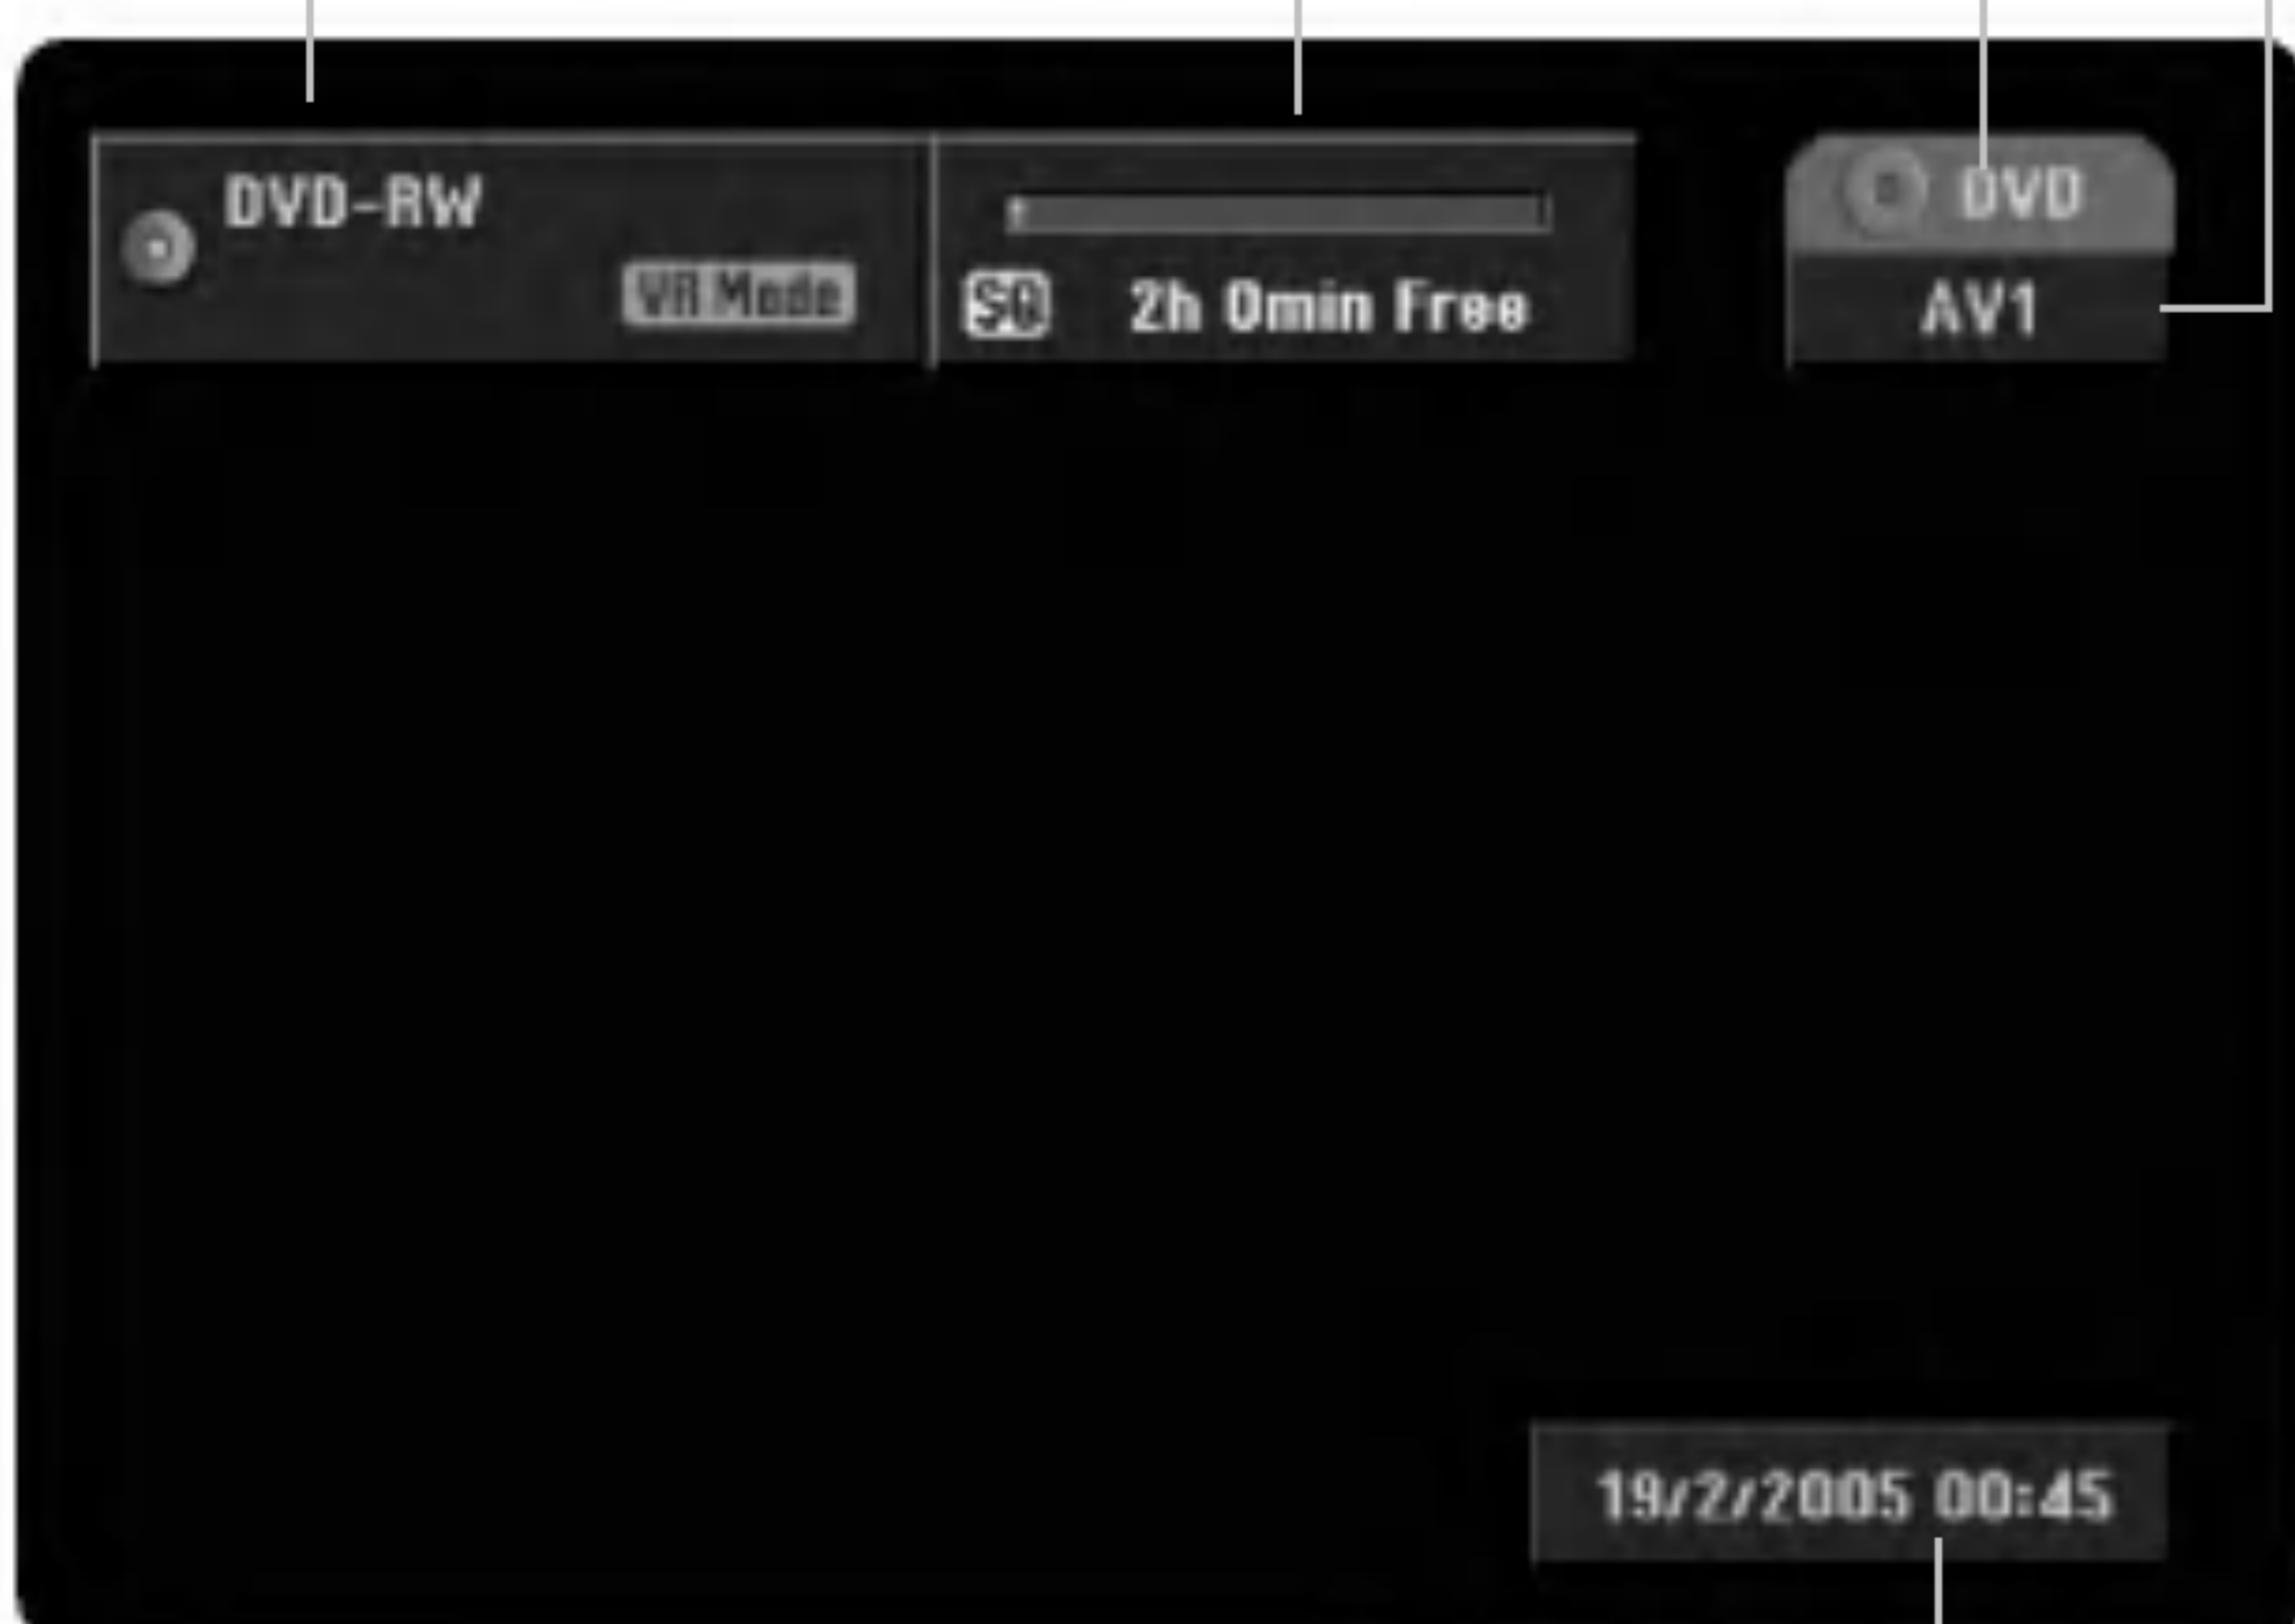 DVD-RW
VR Mode
SQ 2h 0min Free
DVD
AV1
19/2/2005 00:45